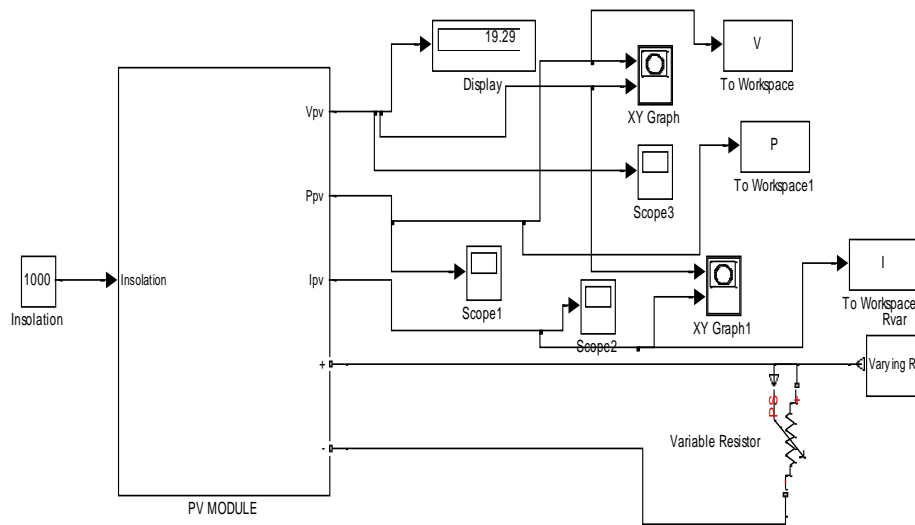 19.29
Display
V
To Workspace
XY Graph
Vpv
P
To Workspace1
Scope3
Ppv
1000
Insolation
Insolation
Ipv
Scope1
Scope2
XY Graph1
I
To Workspace
Rvar
+
Varying R
PS
+
Variable Resistor
-
PV MODULE